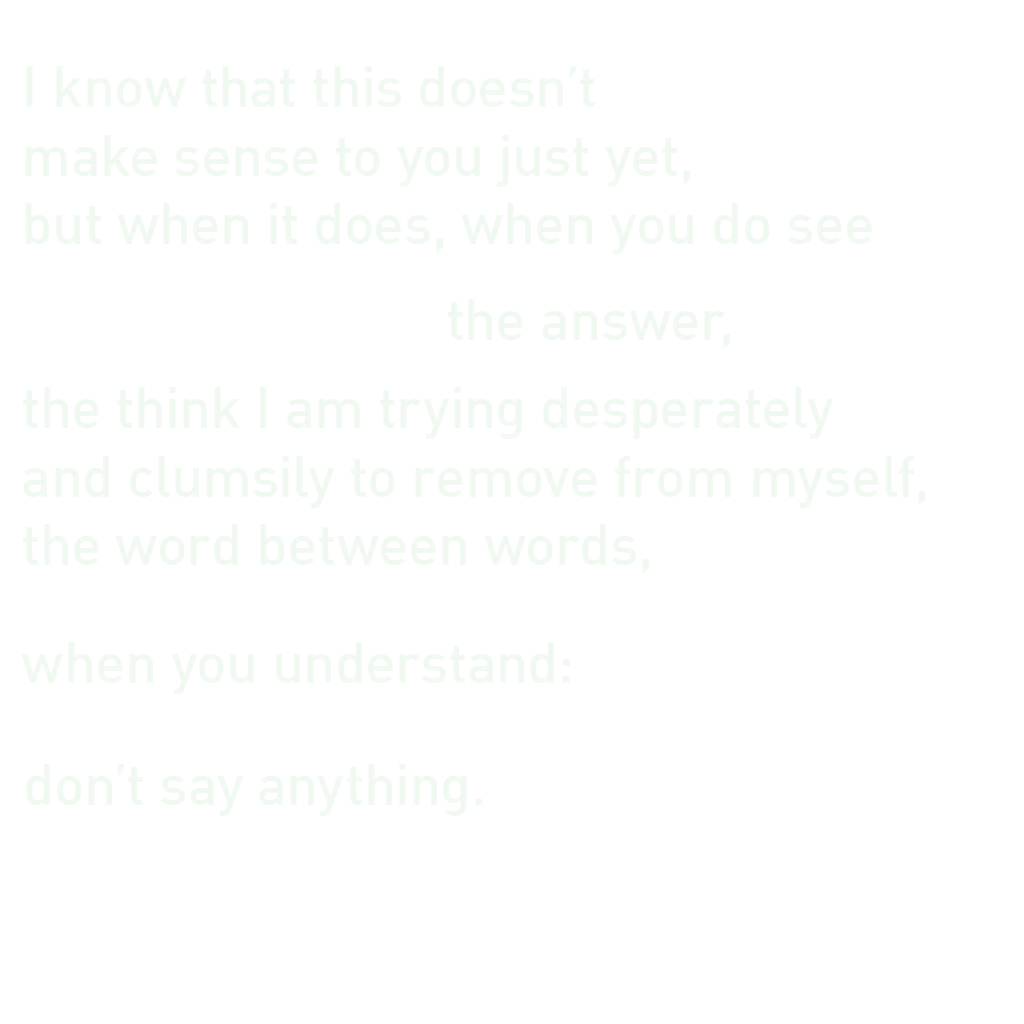 I know that this doesn’t
make sense to you just yet,
but when it does, when you do see
the answer,
the think I am trying desperately
and clumsily to remove from myself,
the word between words,
when you understand:
don’t say anything.